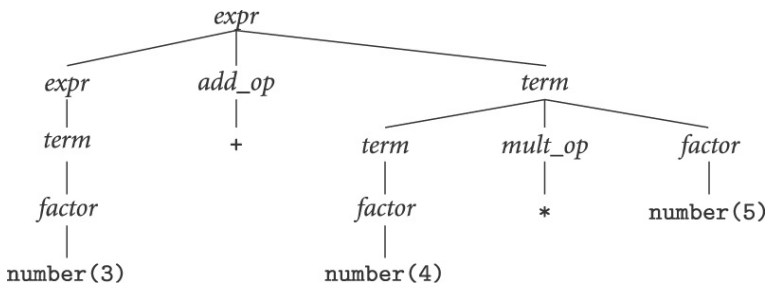 expr
expr add_op term
term + term mult_op factor
factor factor * number(5)
number(3) number(4)